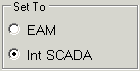 Set To
EAM
Int SCADA